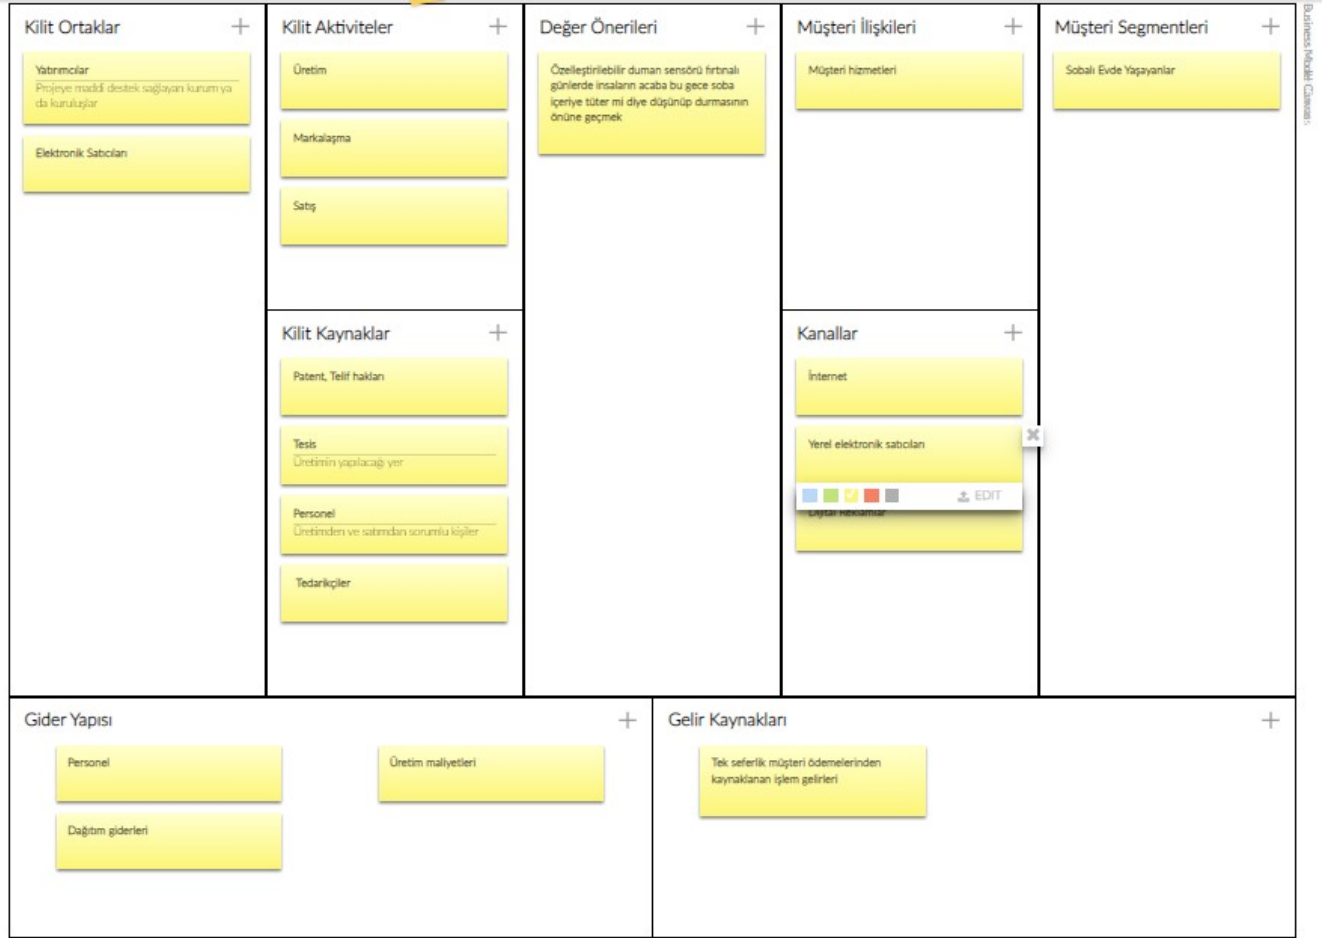 Kilit Ortaklar
Yatırımcılar
Projeye maddi destek sağlayan kurum ya
da kuruluşlar
Elektronik Satıcıları
Kilit Aktiviteler
Üretim
Markalaşma
Satış
Kilit Kaynaklar
Patent, Telif hakları
Tesis
Üretimin yapılacağı yer
Personel
Üretimden ve satımdan sorumlu kişiler
Tedarikçiler
Değer Önerileri
Özelleştirilebilir duman sensörü fırtınalı
günlerde insaların acaba bu gece soba
içeriye tüter mi diye düşünüp durmasının
önüne geçmek
Müşteri İlişkileri
Müşteri hizmetleri
Kanallar
İnternet
Yerel elektronik satıcıları
EDIT
Dijital Reklamlar
Müşteri Segmentleri
Sobalı Evde Yaşayanlar
Business Model Canvas
Gider Yapısı
Personel
Üretim maliyetleri
Dağıtım giderleri
Gelir Kaynakları
Tek seferlik müşteri ödemelerinden
kaynaklanan işlem gelirleri